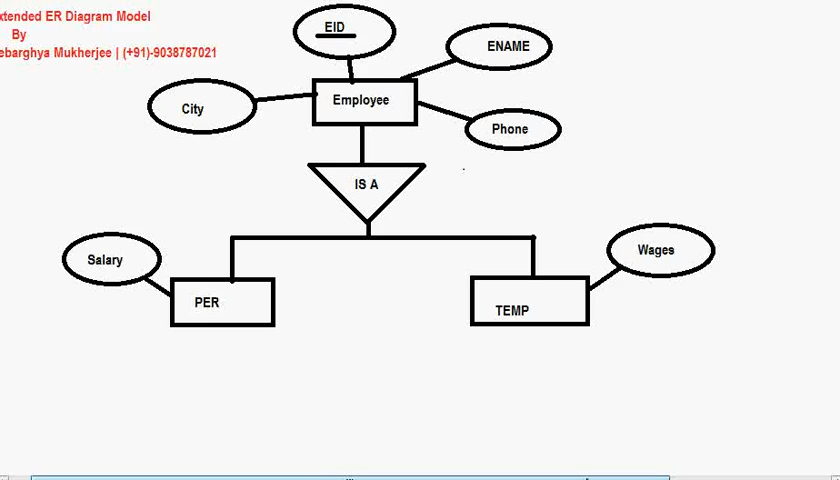 xtended ER Diagram Model
By
ebarghya Mukherjee | (+91)-9038787021
EID
ENAME
City
Employee
Phone
IS A
Salary
Wages
PER
TEMP